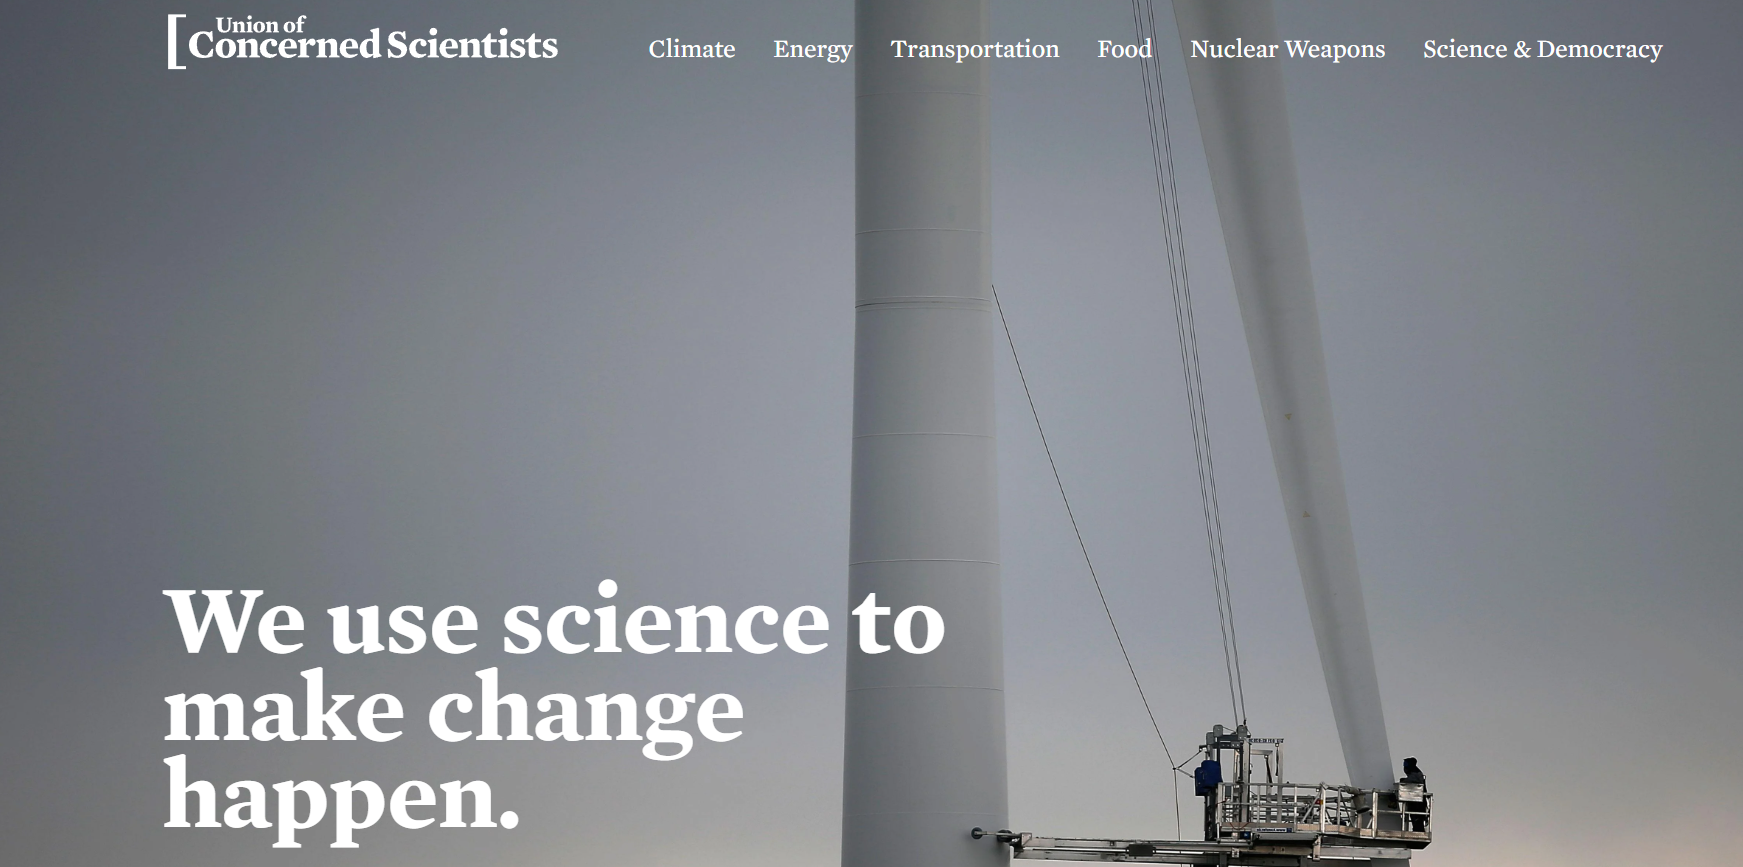 Union of
Concerned Scientists
Climate Energy Transportation Food Nuclear Weapons Science & Democracy
We use science to
make change
happen.